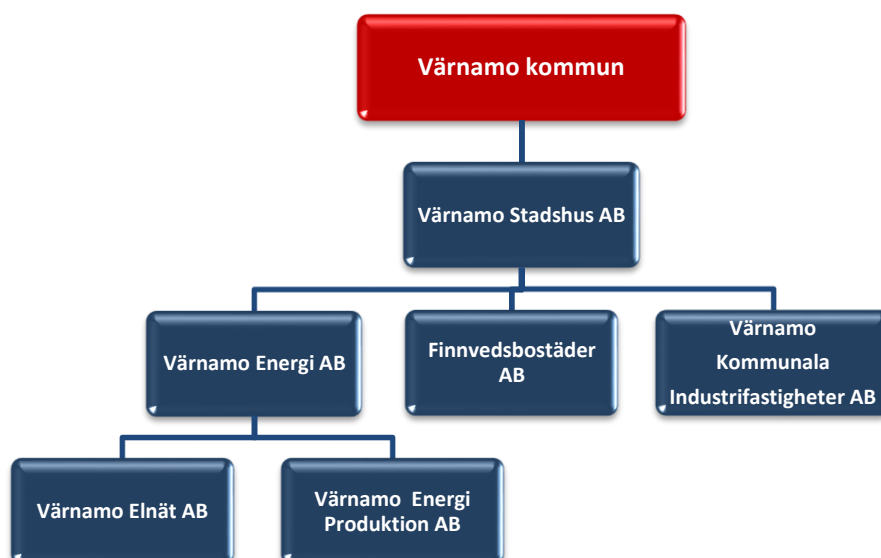 Värnamo kommun
Värnamo Stadshus AB
Värnamo Energi AB
Finnvedsbostäder
AB
Värnamo
Kommunala
Industrifastigheter AB
Värnamo Elnät AB
Värnamo Energi
Produktion AB